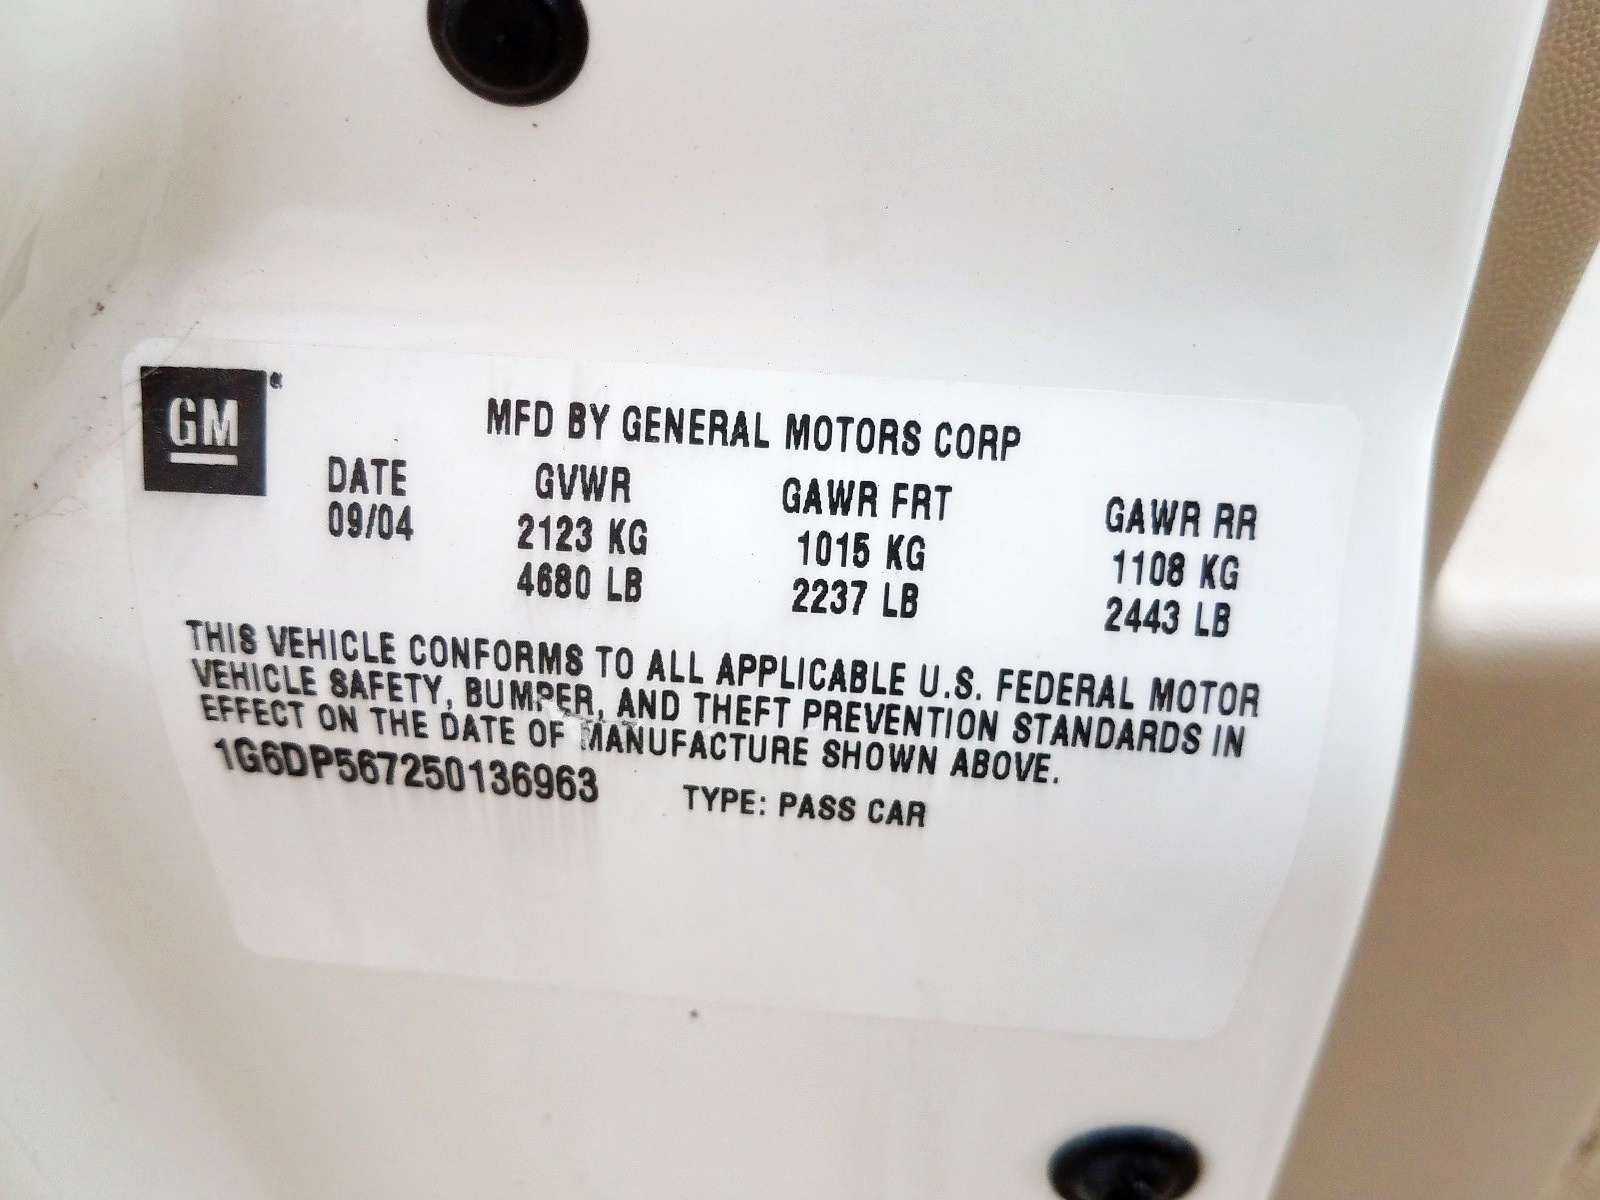 GM®
MFD BY GENERAL MOTORS CORP
DATE GVWR GAWR FRT GAWR RR
09/04 2123 KG 1015 KG 1108 KG
4680 LB 2237 LB 2443 LB
THIS VEHICLE CONFORMS TO ALL APPLICABLE U.S. FEDERAL MOTOR
VEHICLE SAFETY, BUMPER, AND THEFT PREVENTION STANDARDS IN
EFFECT ON THE DATE OF MANUFACTURE SHOWN ABOVE.
1G6DP567250136963 TYPE: PASS CAR